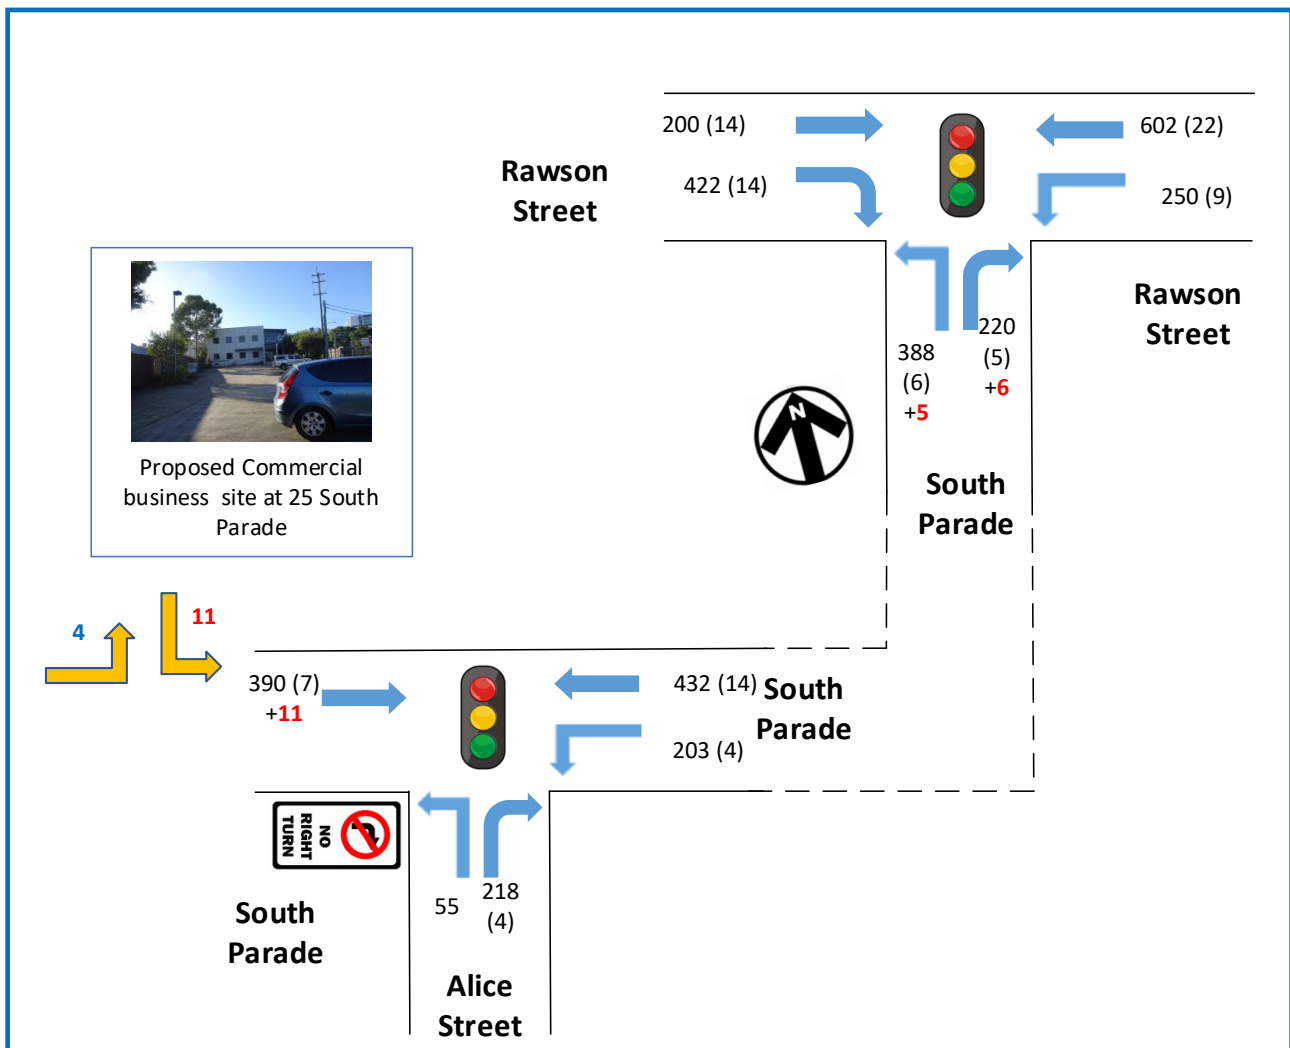 200 (14)
602 (22)
Rawson
Street
422 (14)
250 (9)
Rawson
Street
388
(6)
+5
220
(5)
+6
N
South
Parade
Proposed Commercial
business site at 25 South
Parade
4
11
390 (7)
+11
432 (14)
South
Parade
203 (4)
NO
RIGHT
TURN
South
Parade
55
218
(4)
Alice
Street